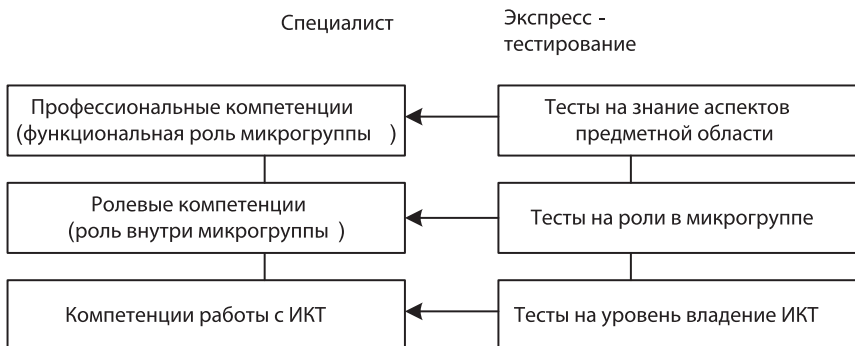 Специалист
Экспресс -
тестирование
Профессиональные компетенции
(функциональная роль микрогруппы )
Тесты на знание аспектов
предметной области
Ролевые компетенции
(роль внутри микрогруппы )
Тесты на роли в микрогруппе
Компетенции работы с ИКТ
Тесты на уровень владение ИКТ